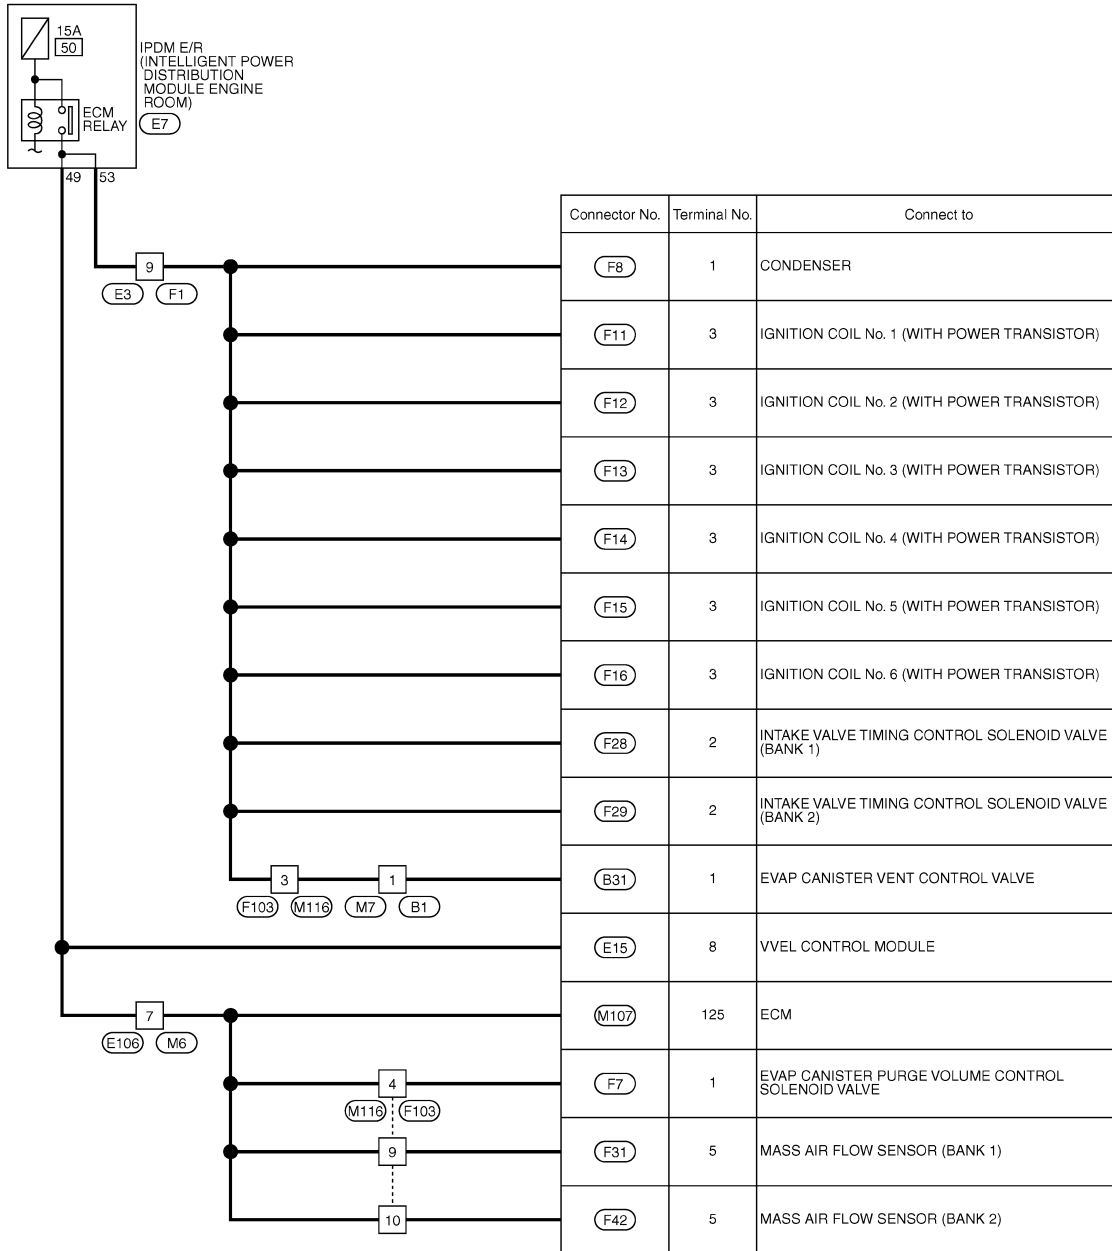 15A
50
IPDM E/R
(INTELLIGENT POWER
DISTRIBUTION
MODULE ENGINE
ROOM)
E7
ECM
RELAY
49 53
Connector No. Terminal No. Connect to
9
E3 F1
F8 1 CONDENSER
F11 3 IGNITION COIL No. 1 (WITH POWER TRANSISTOR)
F12 3 IGNITION COIL No. 2 (WITH POWER TRANSISTOR)
F13 3 IGNITION COIL No. 3 (WITH POWER TRANSISTOR)
F14 3 IGNITION COIL No. 4 (WITH POWER TRANSISTOR)
F15 3 IGNITION COIL No. 5 (WITH POWER TRANSISTOR)
F16 3 IGNITION COIL No. 6 (WITH POWER TRANSISTOR)
F28 2 INTAKE VALVE TIMING CONTROL SOLENOID VALVE
(BANK 1)
F29 2 INTAKE VALVE TIMING CONTROL SOLENOID VALVE
(BANK 2)
3 1
F103 M116 M7 B1
B31 1 EVAP CANISTER VENT CONTROL VALVE
E15 8 VVEL CONTROL MODULE
7
E106 M6
M107 125 ECM
4
M116 F103
F7 1 EVAP CANISTER PURGE VOLUME CONTROL
SOLENOID VALVE
9
F31 5 MASS AIR FLOW SENSOR (BANK 1)
10
F42 5 MASS AIR FLOW SENSOR (BANK 2)